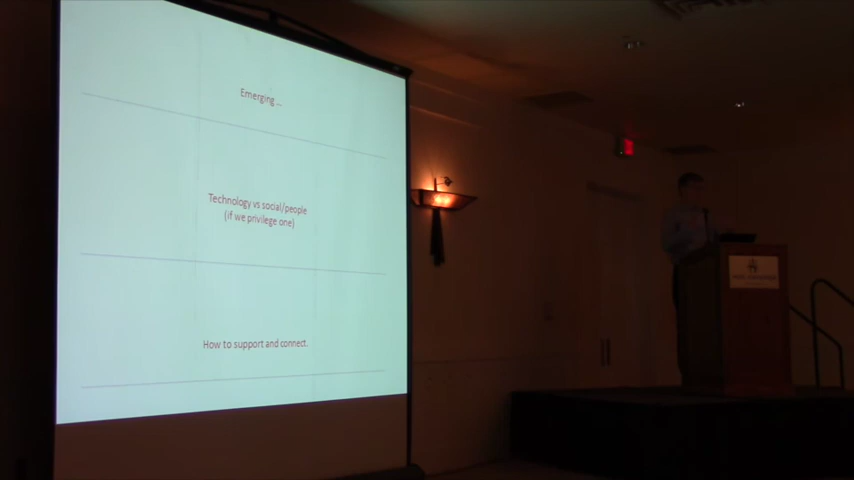 Emerging ...
Technology vs social/people
(if we privilege one)
How to support and connect.